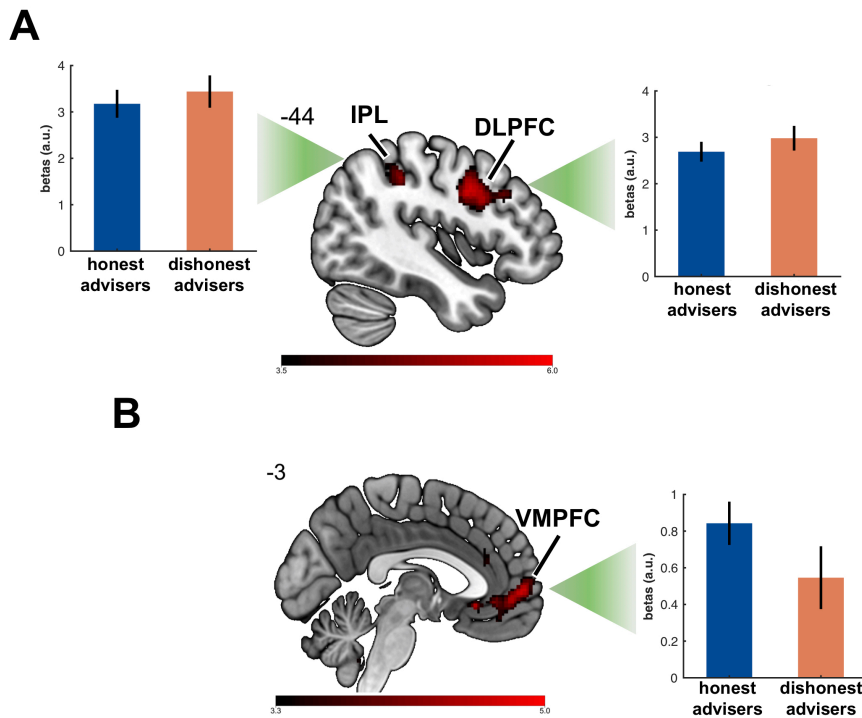 A
4
3
2
1
0
betas (a.u.)
honest advisers
dishonest advisers
-44
IPL
DLPFC
4
3
2
1
0
betas (a.u.)
honest advisers
dishonest advisers
3.5
6.0
B
-3
VMPFC
1
0.8
0.6
0.4
0.2
0
betas (a.u.)
honest advisers
dishonest advisers
3.3
5.0